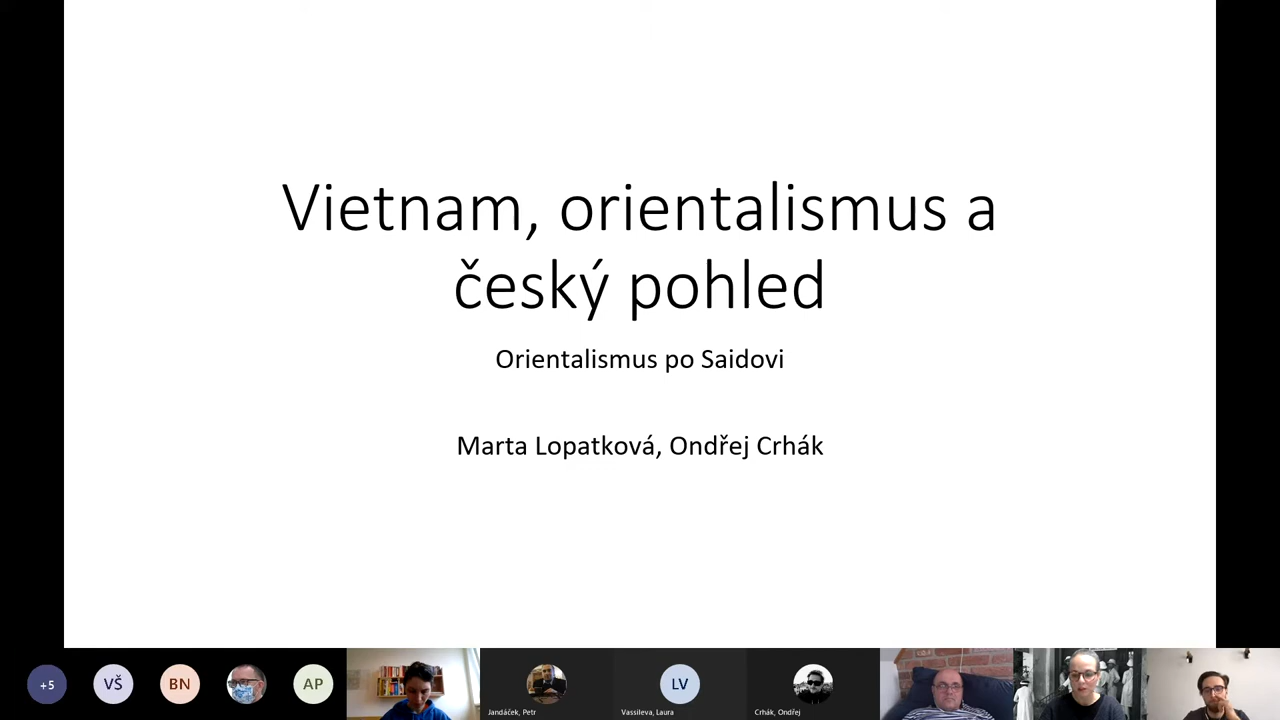 Vietnam, orientalismus a
český pohled
Orientalismus po Saidovi
Marta Lopatková, Ondřej Crhák
+5
VŠ
BN
AP
Jandáček, Petr
LV
Vassileva, Laura
Crhák, Ondřej